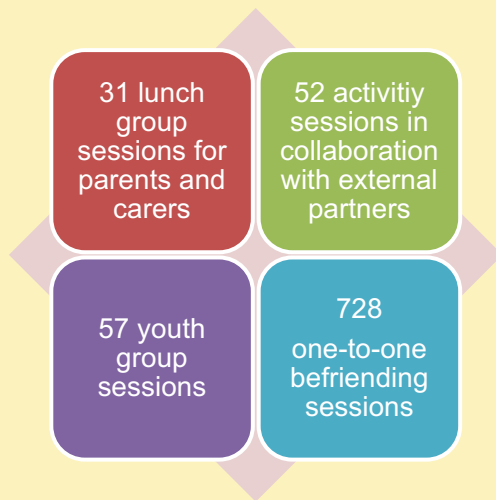 31 lunch
group
sessions for
parents and
carers
52 activitiy
sessions in
collaboration
with external
partners
57 youth
group
sessions
728
one-to-one
befriending
sessions